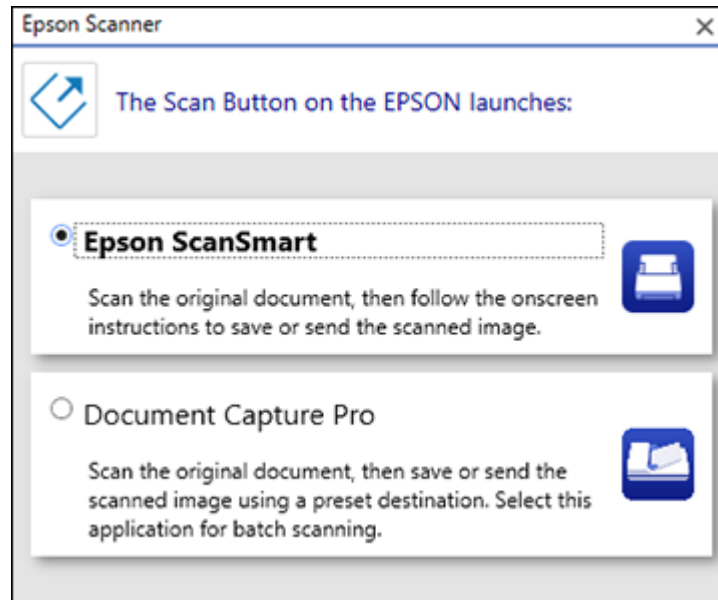 Epson Scanner
The Scan Button on the EPSON launches:
Epson ScanSmart
Scan the original document, then follow the onscreen
instructions to save or send the scanned image.
Document Capture Pro
Scan the original document, then save or send the
scanned image using a preset destination. Select this
application for batch scanning.